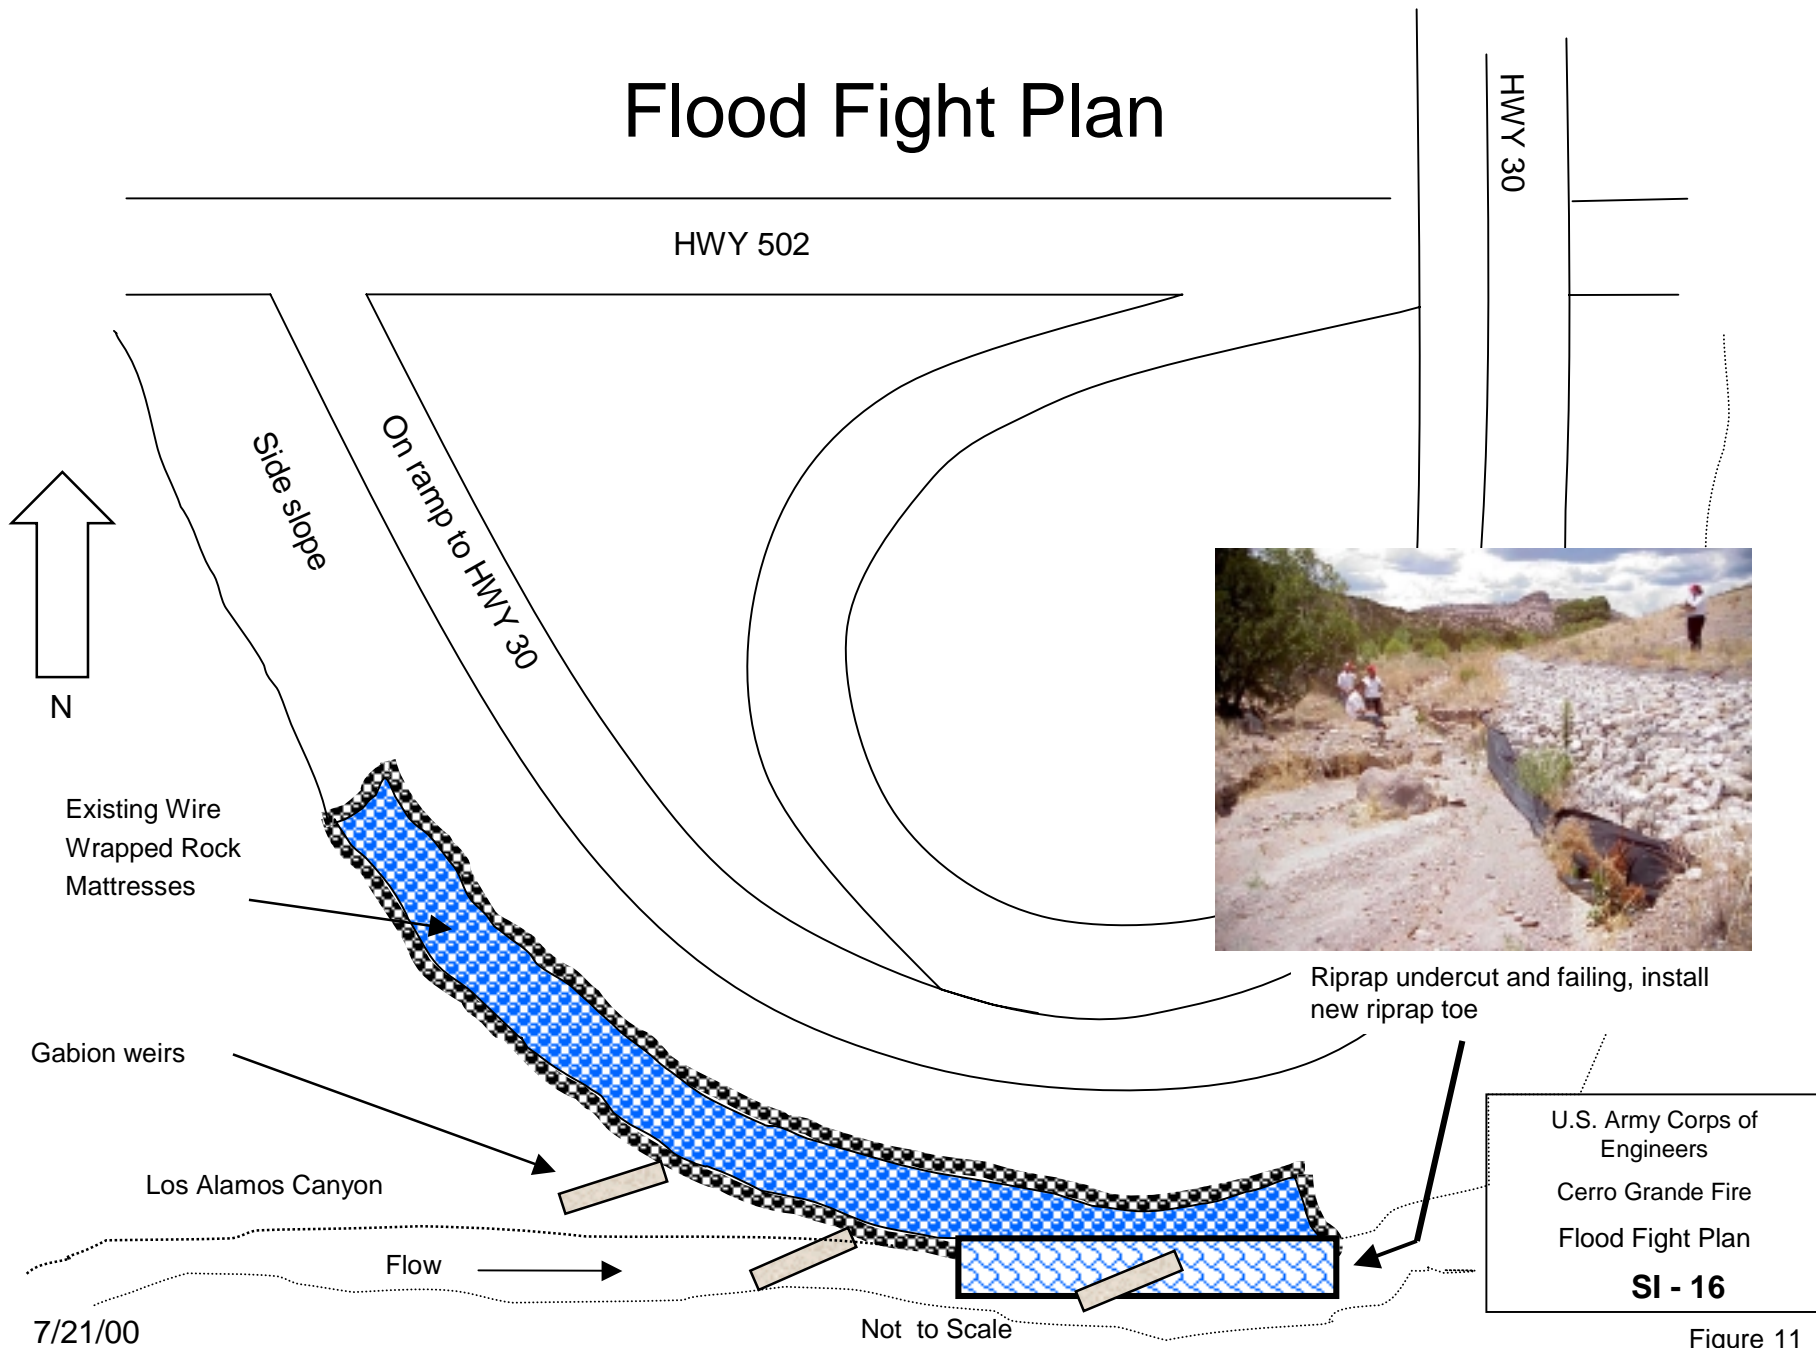 Flood Fight Plan
HWY 30
HWY 502
Side slope
On ramp to HWY 30
N
Existing Wire
Wrapped Rock
Mattresses
Riprap undercut and failing, install
new riprap toe
Gabion weirs
Los Alamos Canyon
Flow
U.S. Army Corps of
Engineers
Cerro Grande Fire
Flood Fight Plan
SI - 16
7/21/00
Not to Scale
Figure 11